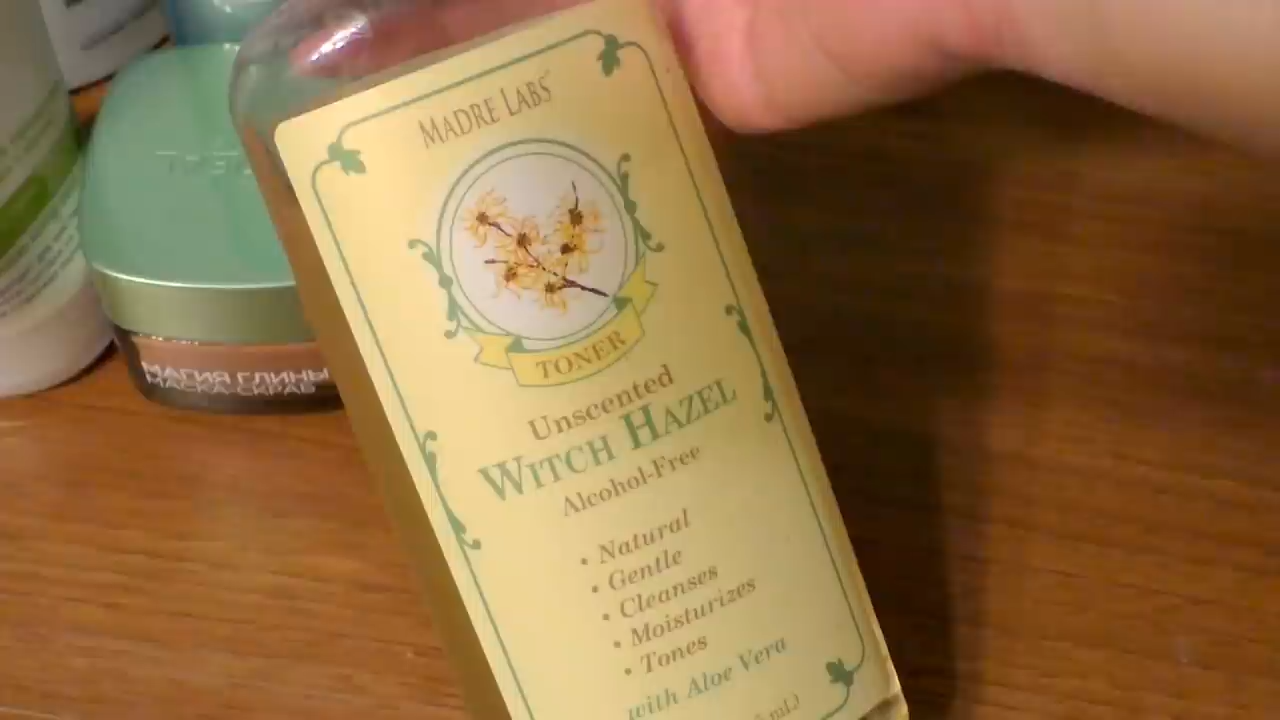 MADRE LABS
TONER
Unscented
WITCH HAZEL
Alcohol-Free
• Natural
• Gentle
• Cleanses
• Moisturizes
• Tones
with Aloe Vera
mL)
МАГИЯ ГЛИНЫ
МАСКА-СКРАБ